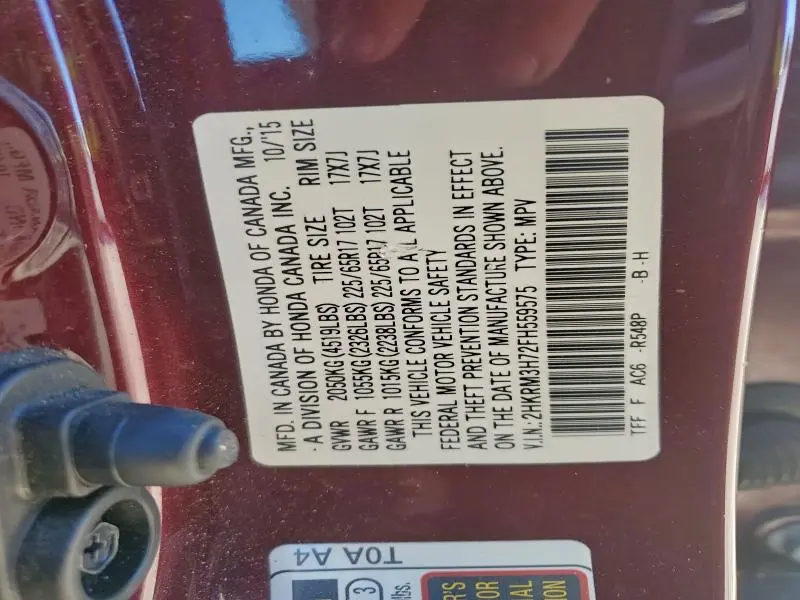 MFD. IN CANADA BY HONDA OF CANADA MFG.,
A DIVISION OF HONDA CANADA INC. 10/15
GVWR 2050KG(4519LBS) TIRE SIZE RIM SIZE
GAWR F 1055KG(2326LBS) 225/65R17 102T 17X7J
GAWR R 1015KG(2238LBS) 225/65R17 102T 17X7J
THIS VEHICLE CONFORMS TO ALL APPLICABLE
FEDERAL MOTOR VEHICLE SAFETY
AND THEFT PREVENTION STANDARDS IN EFFECT
ON THE DATE OF MANUFACTURE SHOWN ABOVE.
V.I.N.: 2HKRM3H72FH559575 TYPE: MPV
TFF F AC6 -R548P -B -H
T0A A4
3
lbs.